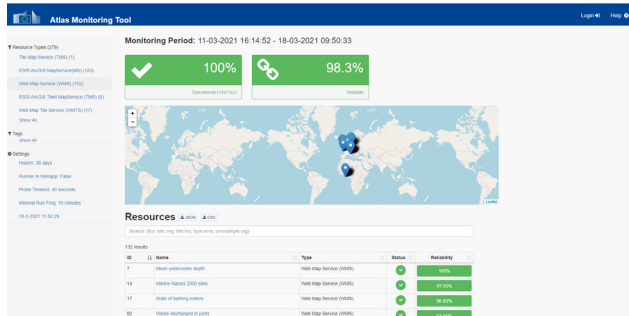 Atlas Monitoring Tool
Login
Help
Monitoring Period: 11-03-2021 16:14:52 - 18-03-2021 09:50:33
Resource Types (279)
Tile Map Service (TMS) (1)
ESRI ArcGIS MapService(MS) (123)
Web Map Service (WMS) (132)
ESRI ArcGIS Tiled MapService (TMS) (6)
Web Map Tile Service (WMTS) (17)
Show All
Tags
Show All
Settings
History: 30 days
Runner in Webapp: False
Probe Timeout: 40 seconds
Minimal Run Freq: 10 minutes
18-3-2021 11:50:29
100%
Operational (132/132)
98.3%
Reliable
+
-
Leaflet
Resources
JSON
CSV
132 results
ID Name Type Status Reliability
7 Mean underwater depth Web Map Service (WMS) 100%
14 Marine Natura 2000 sites Web Map Service (WMS)
17 State of bathing waters Web Map Service (WMS)
82 Waste discharged in ports Web Map Service (WMS)